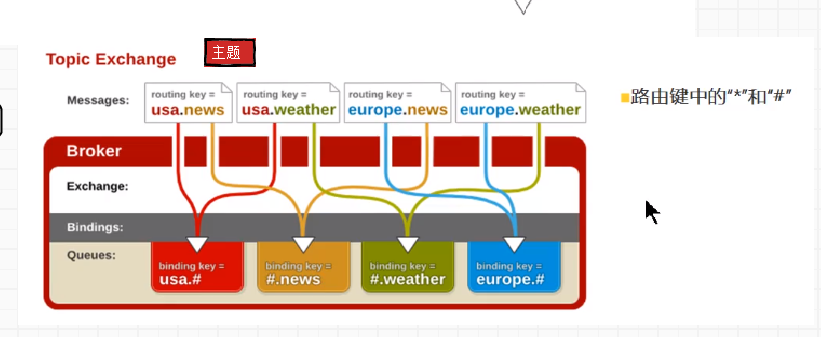 Topic Exchange
主题
Messages:
routing key =
usa.news
routing key =
usa.weather
routing key =
europe.news
routing key =
europe.weather
■路由键中的“*”和“#”
Broker
Exchange:
Bindings:
Queues:
binding key =
usa.#
binding key =
#.news
binding key =
#.weather
binding key =
europe.#